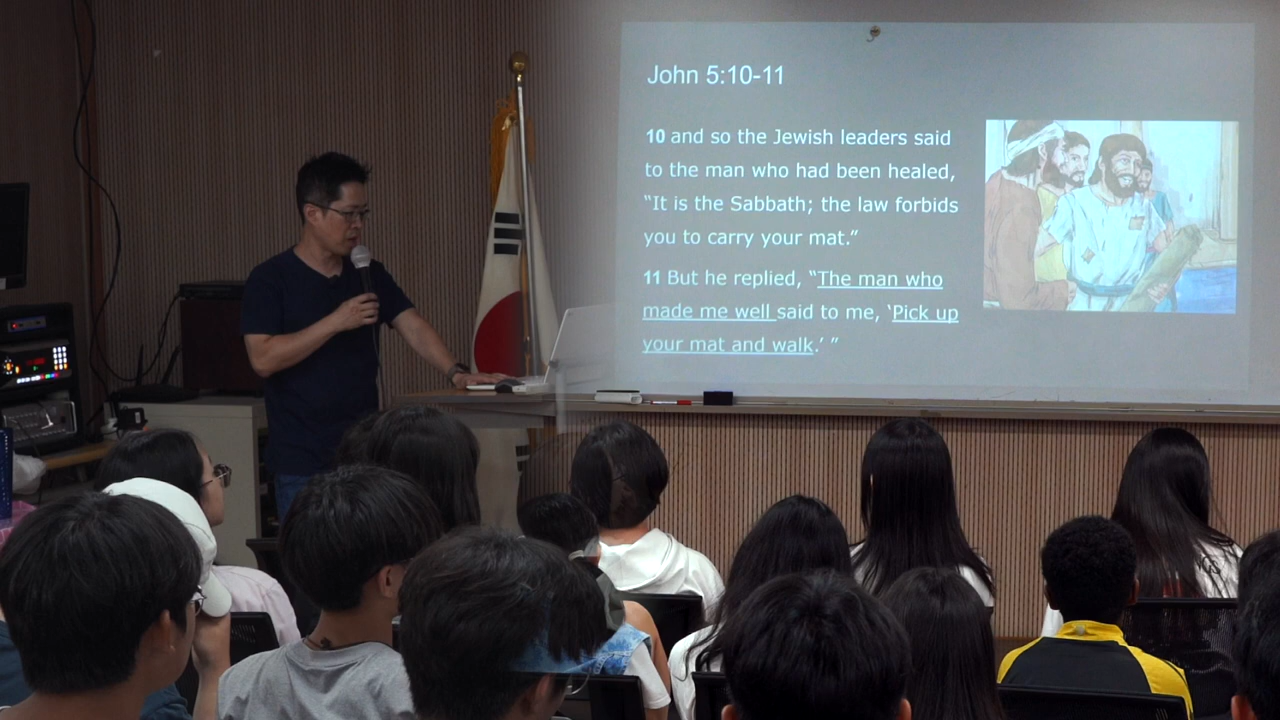 John 5:10-11
10 and so the Jewish leaders said
to the man who had been healed,
“It is the Sabbath; the law forbids
you to carry your mat.”
11 But he replied, “The man who
made me well said to me, ‘Pick up
your mat and walk.’ ”